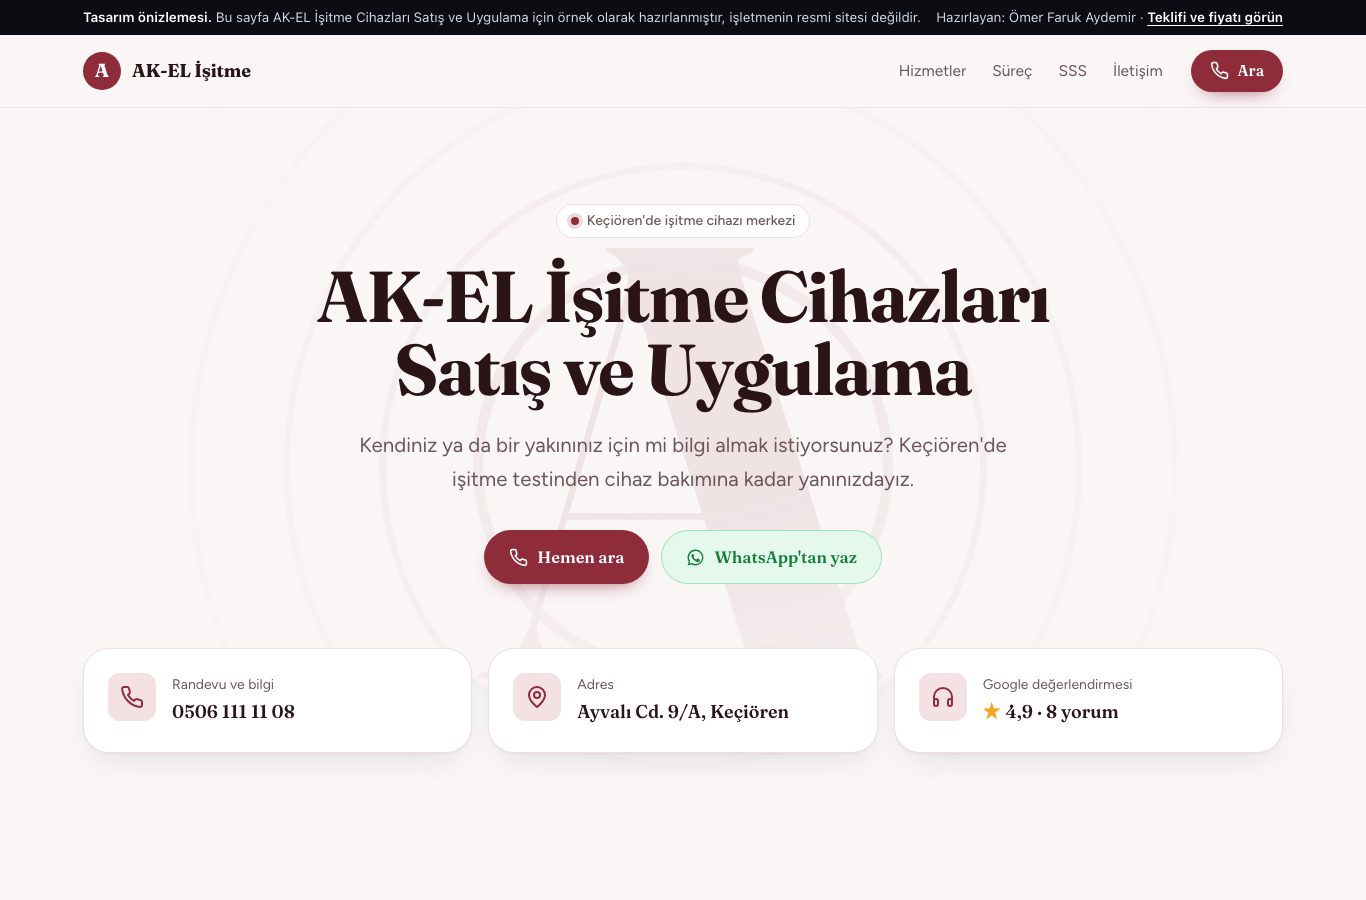 Tasarım önizlemesi. Bu sayfa AK-EL İşitme Cihazları Satış ve Uygulama için örnek olarak hazırlanmıştır, işletmenin resmi sitesi değildir. Hazırlayan: Ömer Faruk Aydemir · Teklifi ve fiyatı görün
A AK-EL İşitme Hizmetler Süreç SSS İletişim Ara
Keçiören'de işitme cihazı merkezi
AK-EL İşitme Cihazları
Satış ve Uygulama
Kendiniz ya da bir yakınınız için mi bilgi almak istiyorsunuz? Keçiören'de
işitme testinden cihaz bakımına kadar yanınızdayız.
Hemen ara WhatsApp'tan yaz
A
Randevu ve bilgi
0506 111 11 08
Adres
Ayvalı Cd. 9/A, Keçiören
Google değerlendirmesi
★ 4,9 · 8 yorum